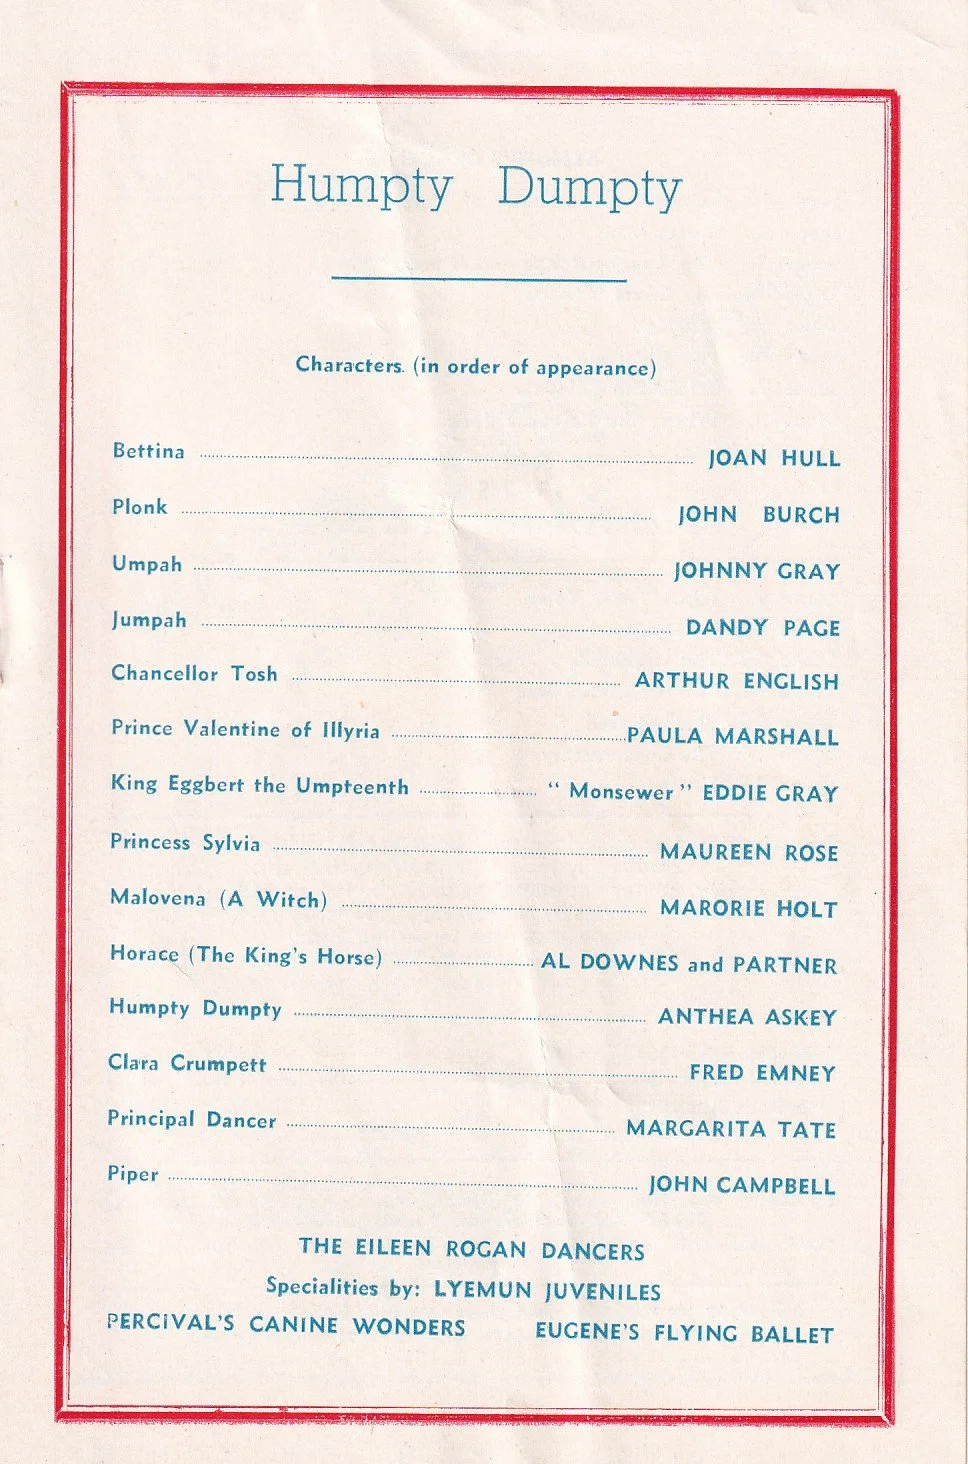 Humpty Dumpty
Characters. (in order of appearance)
Bettina JOAN HULL
Plonk JOHN BURCH
Umpah JOHNNY GRAY
Jumpah DANDY PAGE
Chancellor Tosh ARTHUR ENGLISH
Prince Valentine of Illyria PAULA MARSHALL
King Eggbert the Umpteenth “ Monsewer ” EDDIE GRAY
Princess Sylvia MAUREEN ROSE
Malovena (A Witch) MARORIE HOLT
Horace (The King's Horse) AL DOWNES and PARTNER
Humpty Dumpty ANTHEA ASKEY
Clara Crumpett FRED EMNEY
Principal Dancer MARGARITA TATE
Piper JOHN CAMPBELL
THE EILEEN ROGAN DANCERS
Specialities by: LYEMUN JUVENILES
PERCIVAL'S CANINE WONDERS EUGENE'S FLYING BALLET